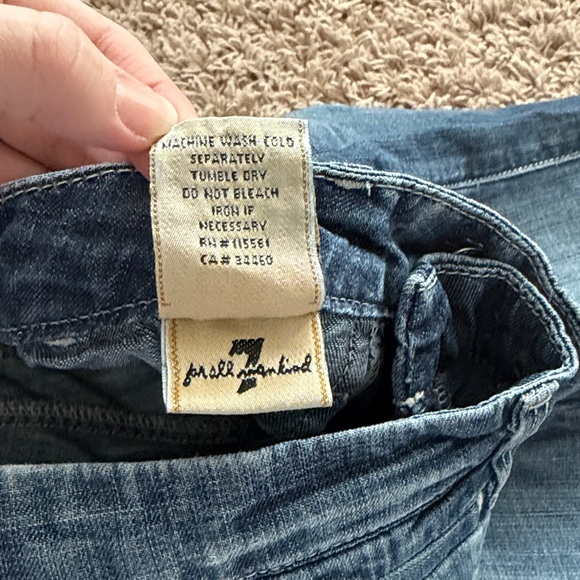 MACHINE WASH COLD
SEPARATELY
TUMBLE DRY
DO NOT BLEACH
IRON IF
NECESSARY
RN# 115561
CA# 34460
7
for all mankind